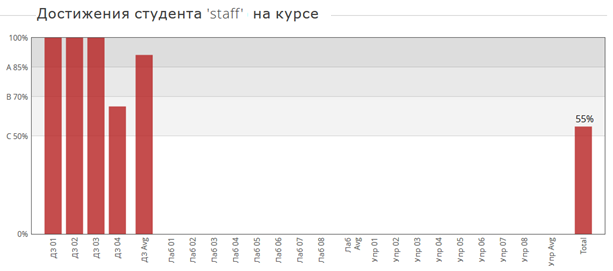 Достижения студента 'staff' на курсе
100%
A 85%
B 70%
C 50%
0%
55%
ДЗ 01
ДЗ 02
ДЗ 03
ДЗ 04
ДЗ Avg
Лаб 01
Лаб 02
Лаб 03
Лаб 04
Лаб 05
Лаб 06
Лаб 07
Лаб 08
Лаб
Avg
Упр 01
Упр 02
Упр 03
Упр 04
Упр 05
Упр 06
Упр 07
Упр 08
Упр Avg
Total